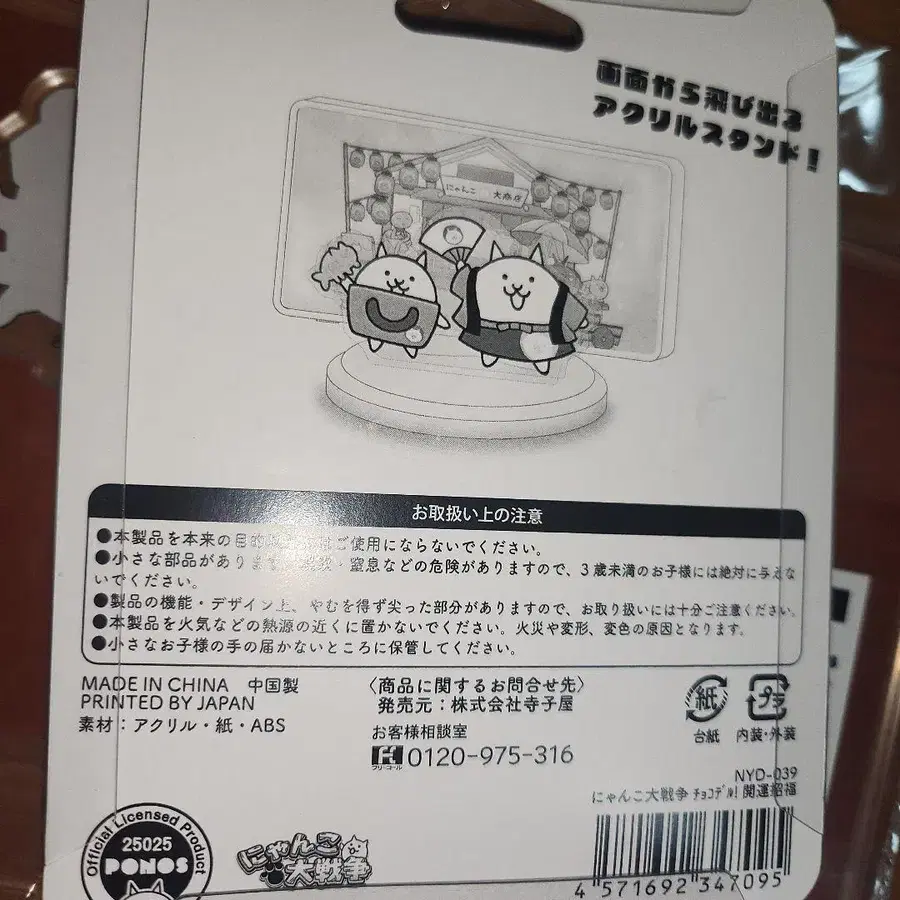 画面から飛び出る
アクリルスタンド!
にゃんこ 大商店
お取扱い上の注意
●本製品を本来の目的 ご使用にならないでください。
●小さな部品があります ・窒息などの危険がありますので、3歳未満のお子様には絶対に与えな
いでください。
●製品の機能・デザイン上、やむを得ず尖った部分がありますので、お取り扱いには十分ご注意ください。
●本製品を火気などの熱源の近くに置かないでください。火災や変形、変色の原因となります。
●小さなお子様の手の届かないところに保管してください。
MADE IN CHINA 中国製
PRINTED BY JAPAN
素材:アクリル・紙・ABS
〈商品に関するお問合せ先〉
発売元:株式会社寺子屋
お客様相談室
フリーコール 0120-975-316
紙
台紙
プラ
内装・外装
NYD-039
にゃんこ大戦争 チョコデル! 開運招福
4 571692 347095
Official Licensed Product
25025
PONOS
にゃんこ
大戦争